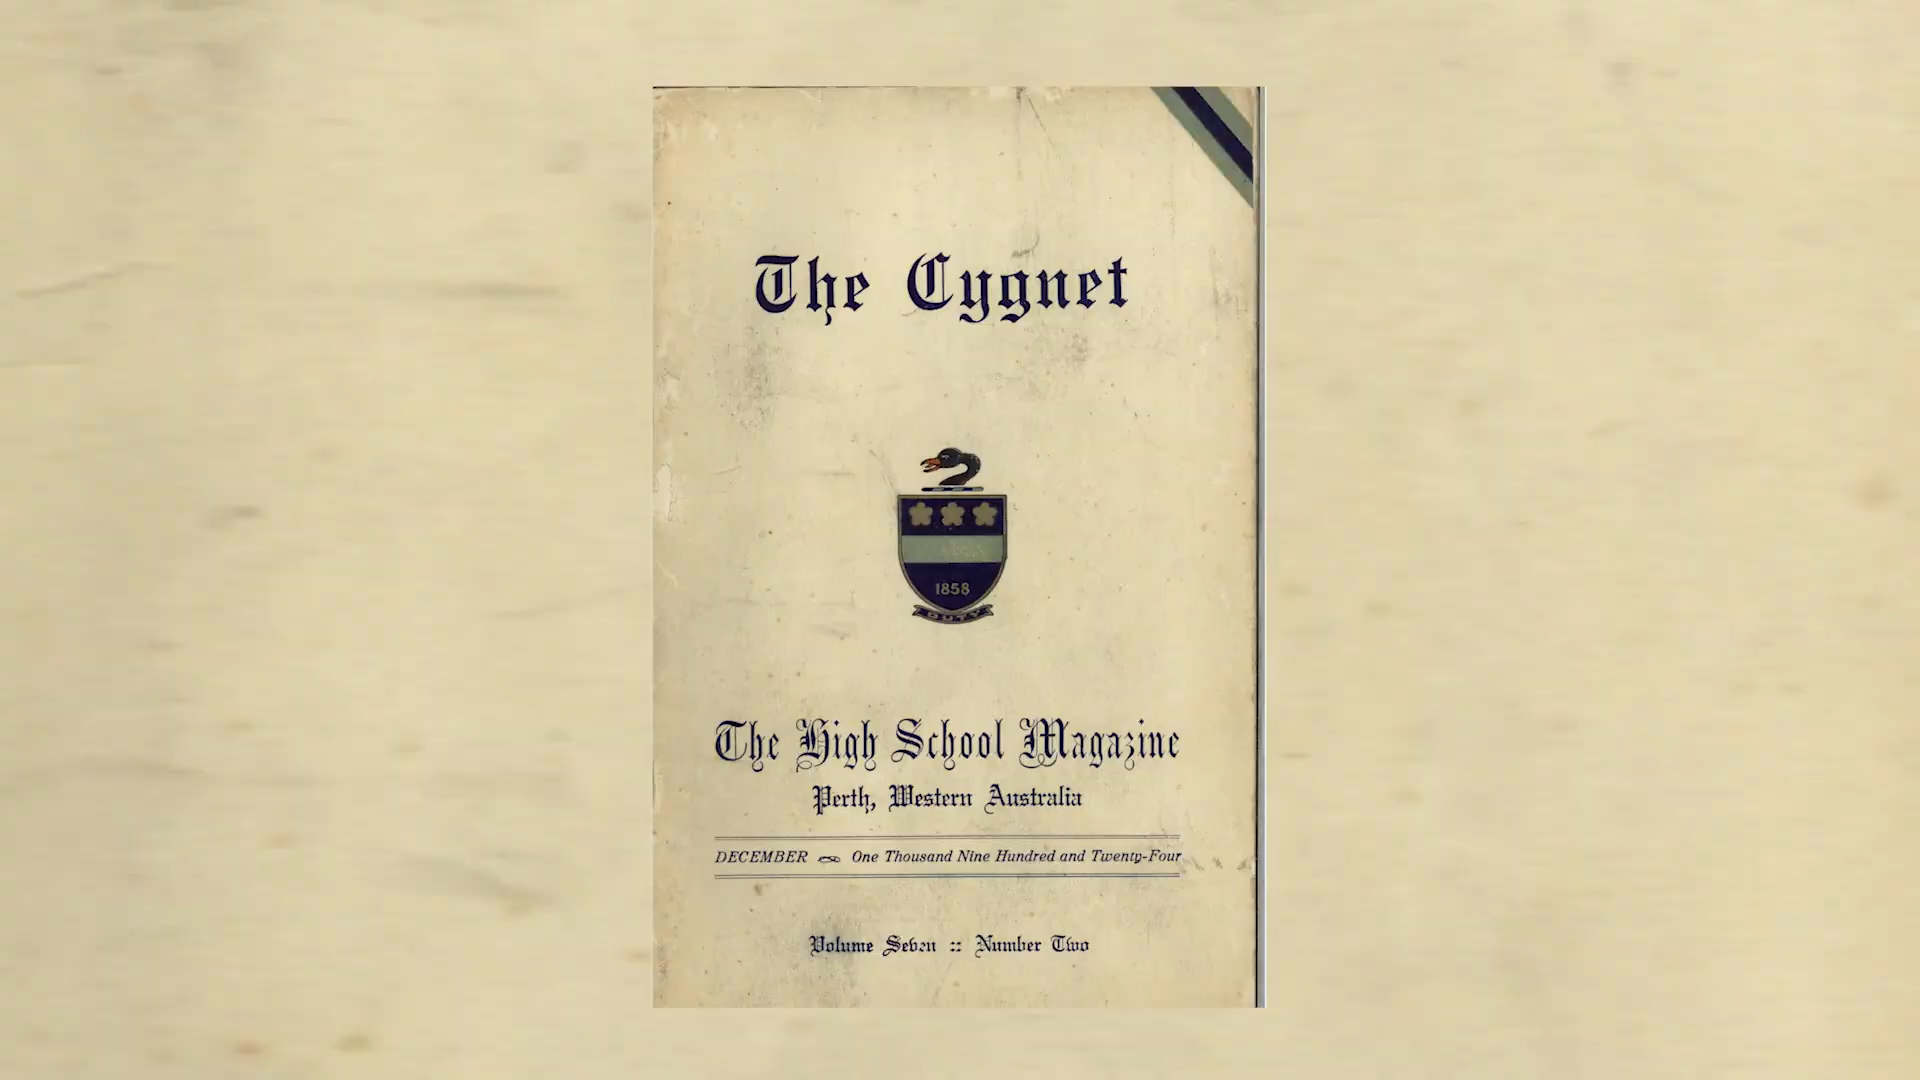 The Cygnet
1858
DUTY
The High School Magazine
Perth, Western Australia
DECEMBER One Thousand Nine Hundred and Twenty-Four
Volume Seven :: Number Two